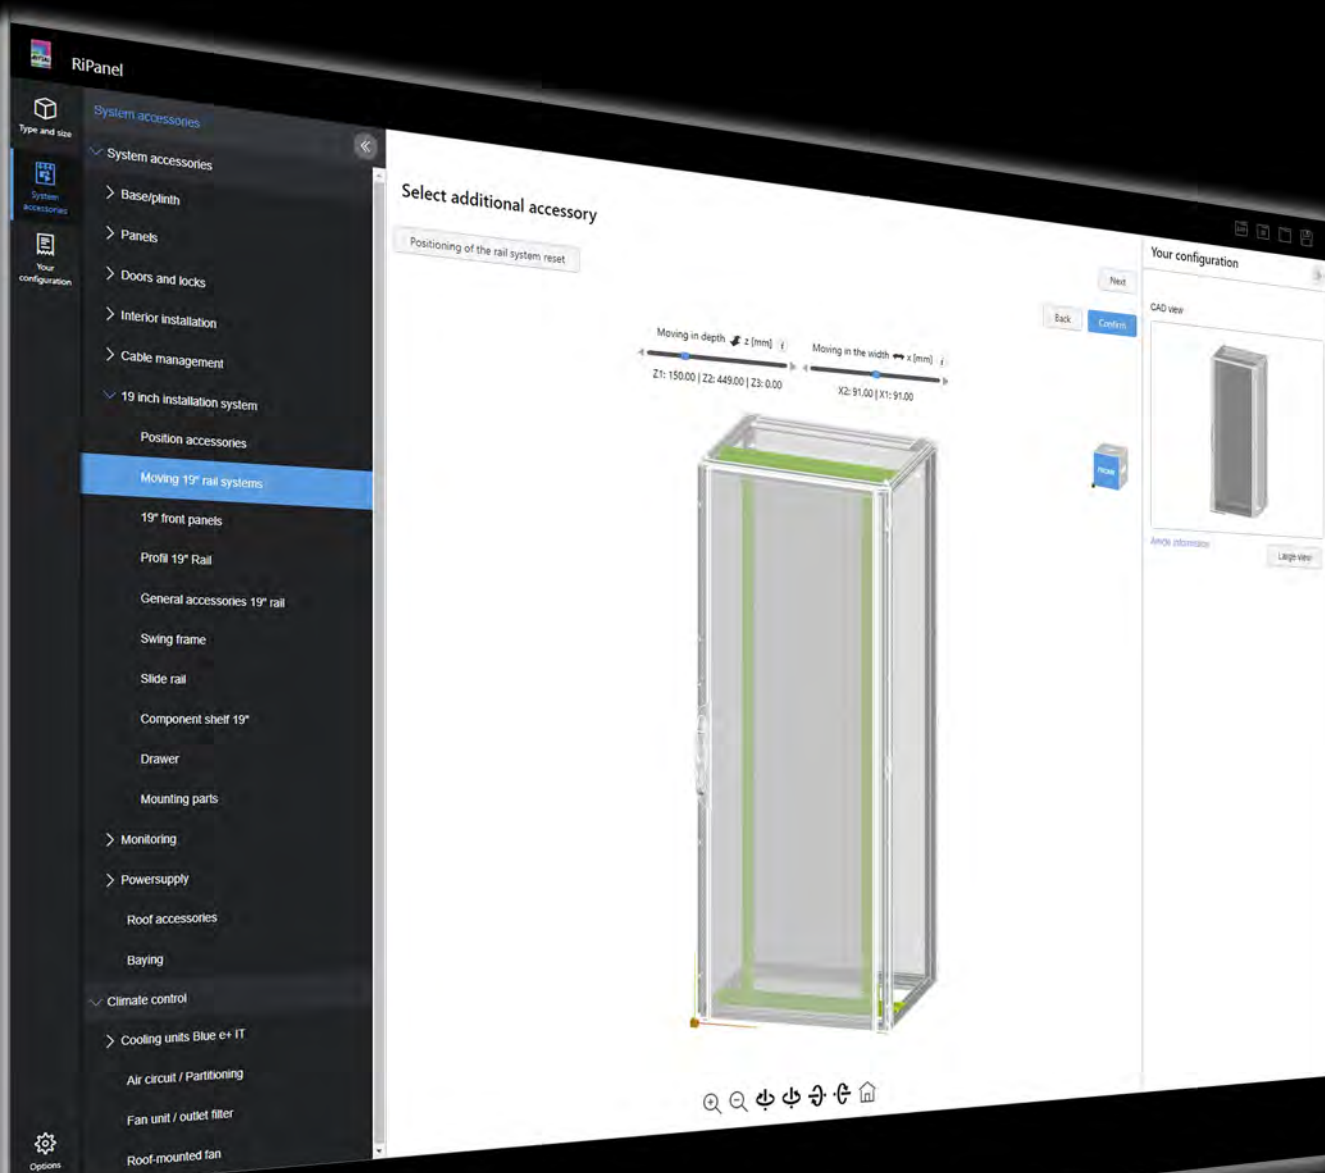 RiPanel
Type and size
System accessories
Your configuration
Options
System accessories
System accessories
Base/plinth
Panels
Doors and locks
Interior installation
Cable management
19 inch installation system
Position accessories
Moving 19" rail systems
19" front panels
Profil 19" Rail
General accessories 19" rail
Swing frame
Slide rail
Component shelf 19"
Drawer
Mounting parts
Monitoring
Powersupply
Roof accessories
Baying
Climate control
Cooling units Blue e+ IT
Air circuit / Partitioning
Fan unit / outlet filter
Roof-mounted fan
Select additional accessory
Positioning of the rail system reset
Next
Back
Confirm
Moving in depth z [mm] i
Z1: 150.00 | Z2: 449.00 | Z3: 0.00
Moving in the width x [mm] i
X2: 91.00 | X1: 91.00
FRONT
Your configuration
CAD view
Article information
Large view